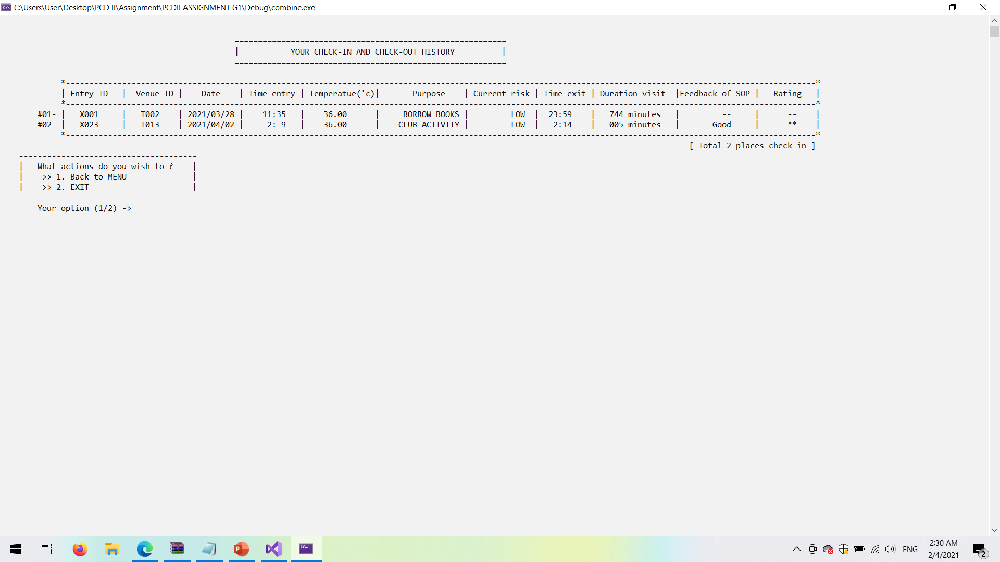 C:\Users\User\Desktop\PCD II\Assignment\PCDII ASSIGNMENT G1\Debug\combine.exe
==========================================================
|           YOUR CHECK-IN AND CHECK-OUT HISTORY          |
==========================================================
*----------------------------------------------------------------------------------------------------------------------------------------------------------------*
| Entry ID   |  Venue ID |    Date    | Time entry | Temperatue('c)|       Purpose    | Current risk | Time exit | Duration visit  |Feedback of SOP |   Rating   |
*----------------------------------------------------------------------------------------------------------------------------------------------------------------*
#01- |   X001     |   T002    | 2021/03/28 |    11:35   |    36.00      |     BORROW BOOKS |         LOW  |  23:59    |   744 minutes   |         --     |      --    |
#02- |   X023     |   T013    | 2021/04/02 |     2: 9   |    36.00      |    CLUB ACTIVITY |         LOW  |   2:14    |   005 minutes   |       Good     |      **    |
*----------------------------------------------------------------------------------------------------------------------------------------------------------------*
-[ Total 2 places check-in ]-
--------------------------------------
|   What actions do you wish to ?    |
|    >> 1. Back to MENU              |
|    >> 2. EXIT                      |
--------------------------------------
Your option (1/2) ->
ENG
2:30 AM
2/4/2021
2